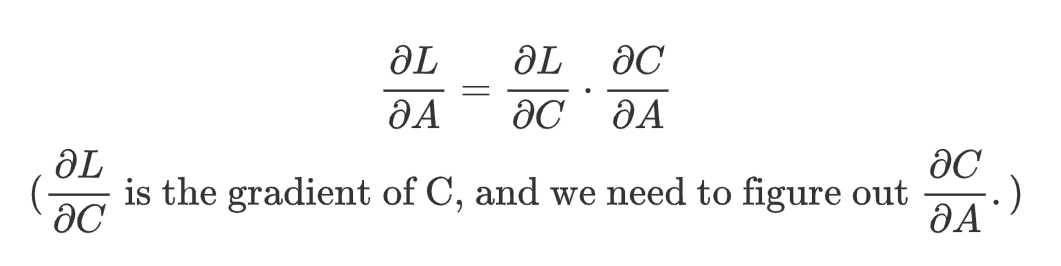 ∂L/∂A = ∂L/∂C · ∂C/∂A
(∂L/∂C is the gradient of C, and we need to figure out ∂C/∂A.)